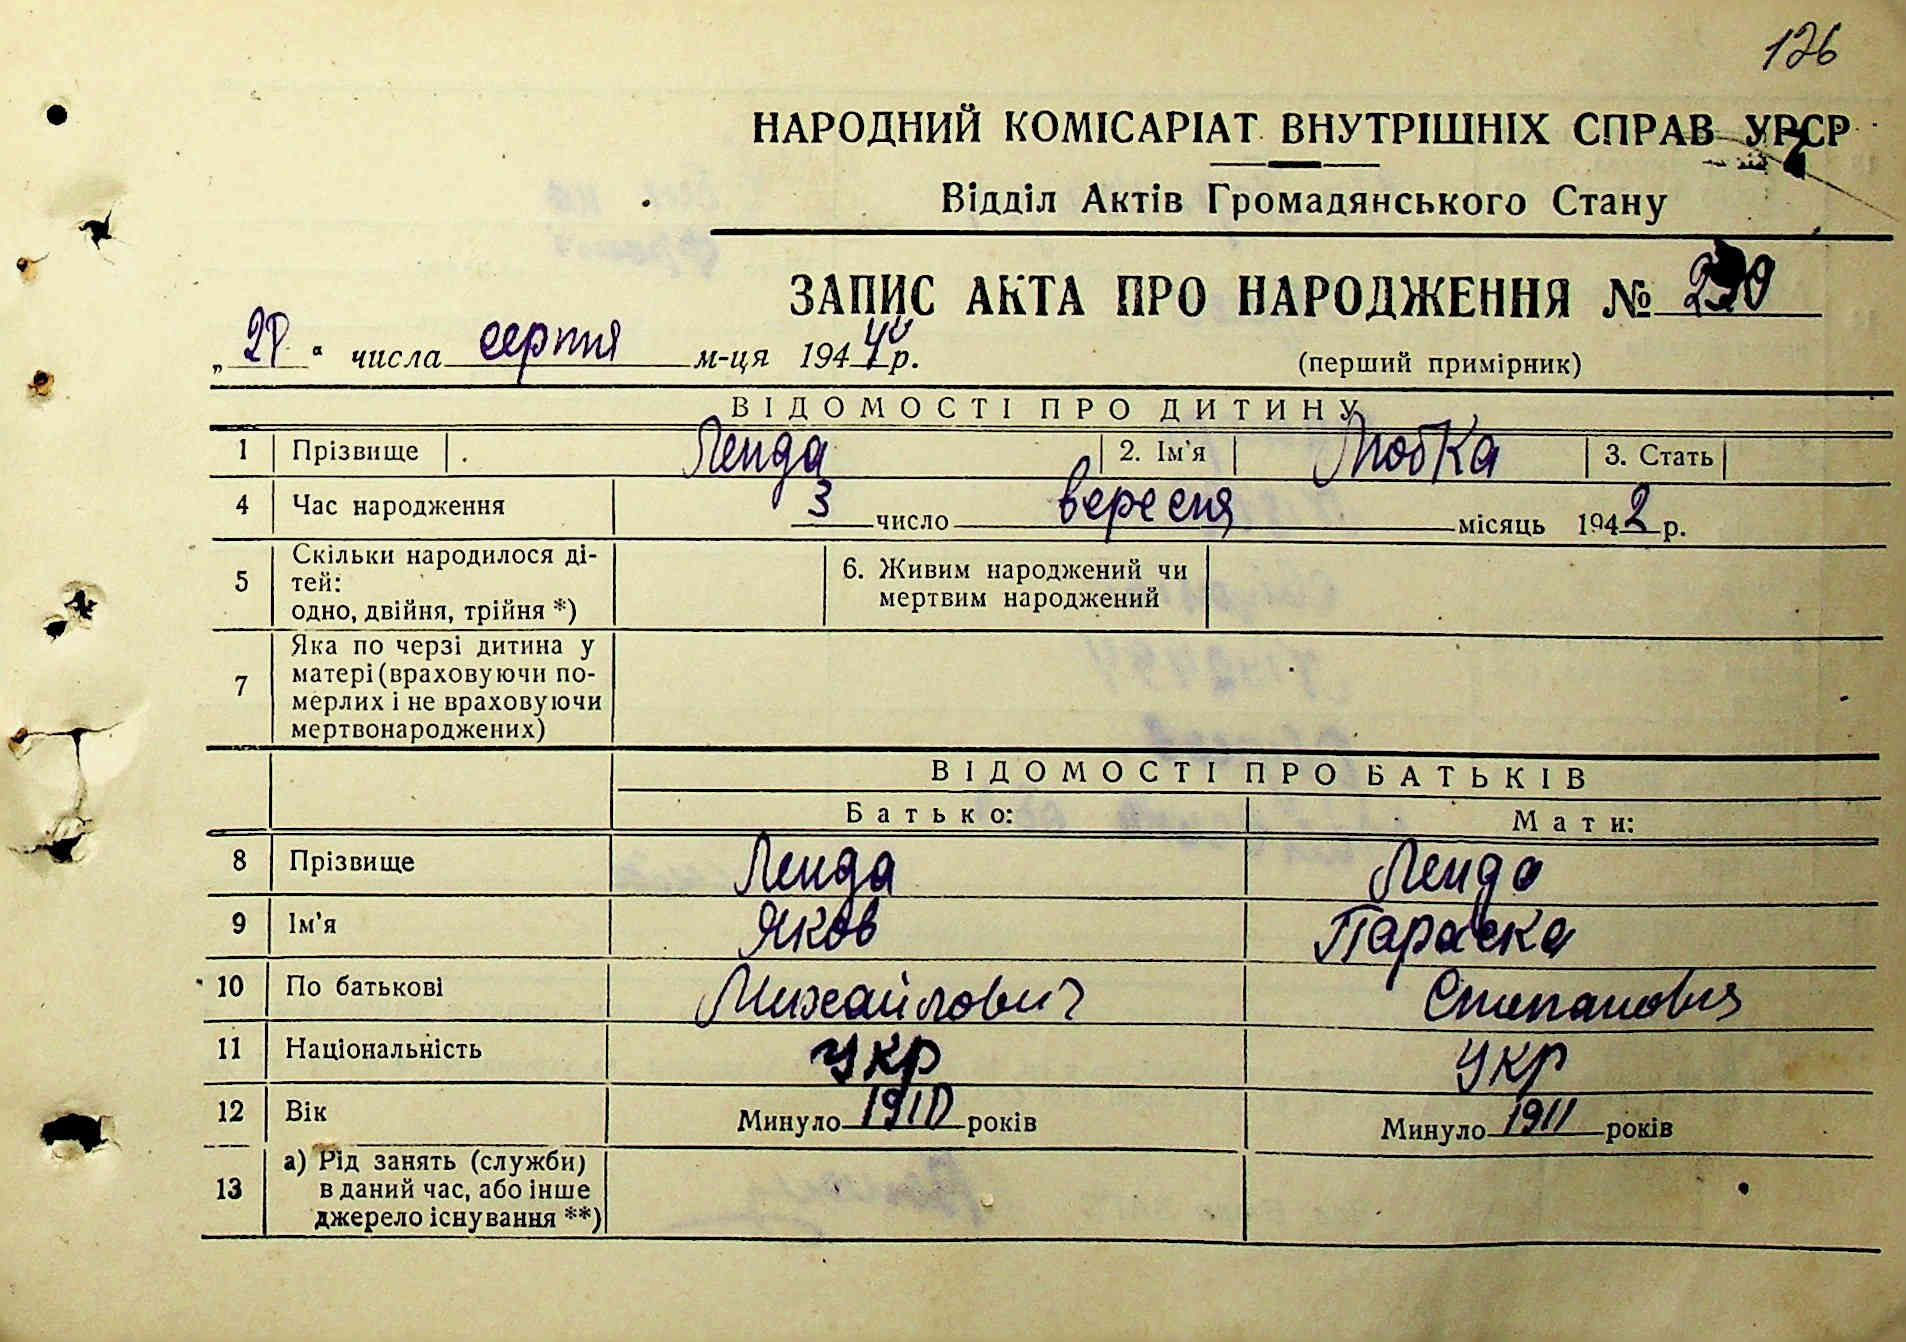 126
НАРОДНИЙ КОМІСАРІАТ ВНУТРІШНІХ СПРАВ УРСР
Відділ Актів Громадянського Стану
ЗАПИС АКТА ПРО НАРОДЖЕННЯ №
„ “ числа серпня м-ця 194 р.
(перший примірник)
ВІДОМОСТІ ПРО ДИТИНУ
1 Прізвище Ленда 2. Ім'я Любка 3. Стать
4 Час народження 3 число вересня місяць 1942 р.
5 Скільки народилося ді-
тей:
одно, двійня, трійня *)
6. Живим народжений чи
мертвим народжений
7 Яка по черзі дитина у
матері (враховуючи по-
мерлих і не враховуючи
мертвонароджених)
ВІДОМОСТІ ПРО БАТЬКІВ
Батько: Мати:
8 Прізвище Ленда Ленда
9 Ім'я Яков Параска
10 По батькові Михайлович
11 Національність Укр Укр
12 Вік Минуло 1910 років Минуло 1911 років
13 а) Рід занять (служби)
в даний час, або інше
джерело існування **)